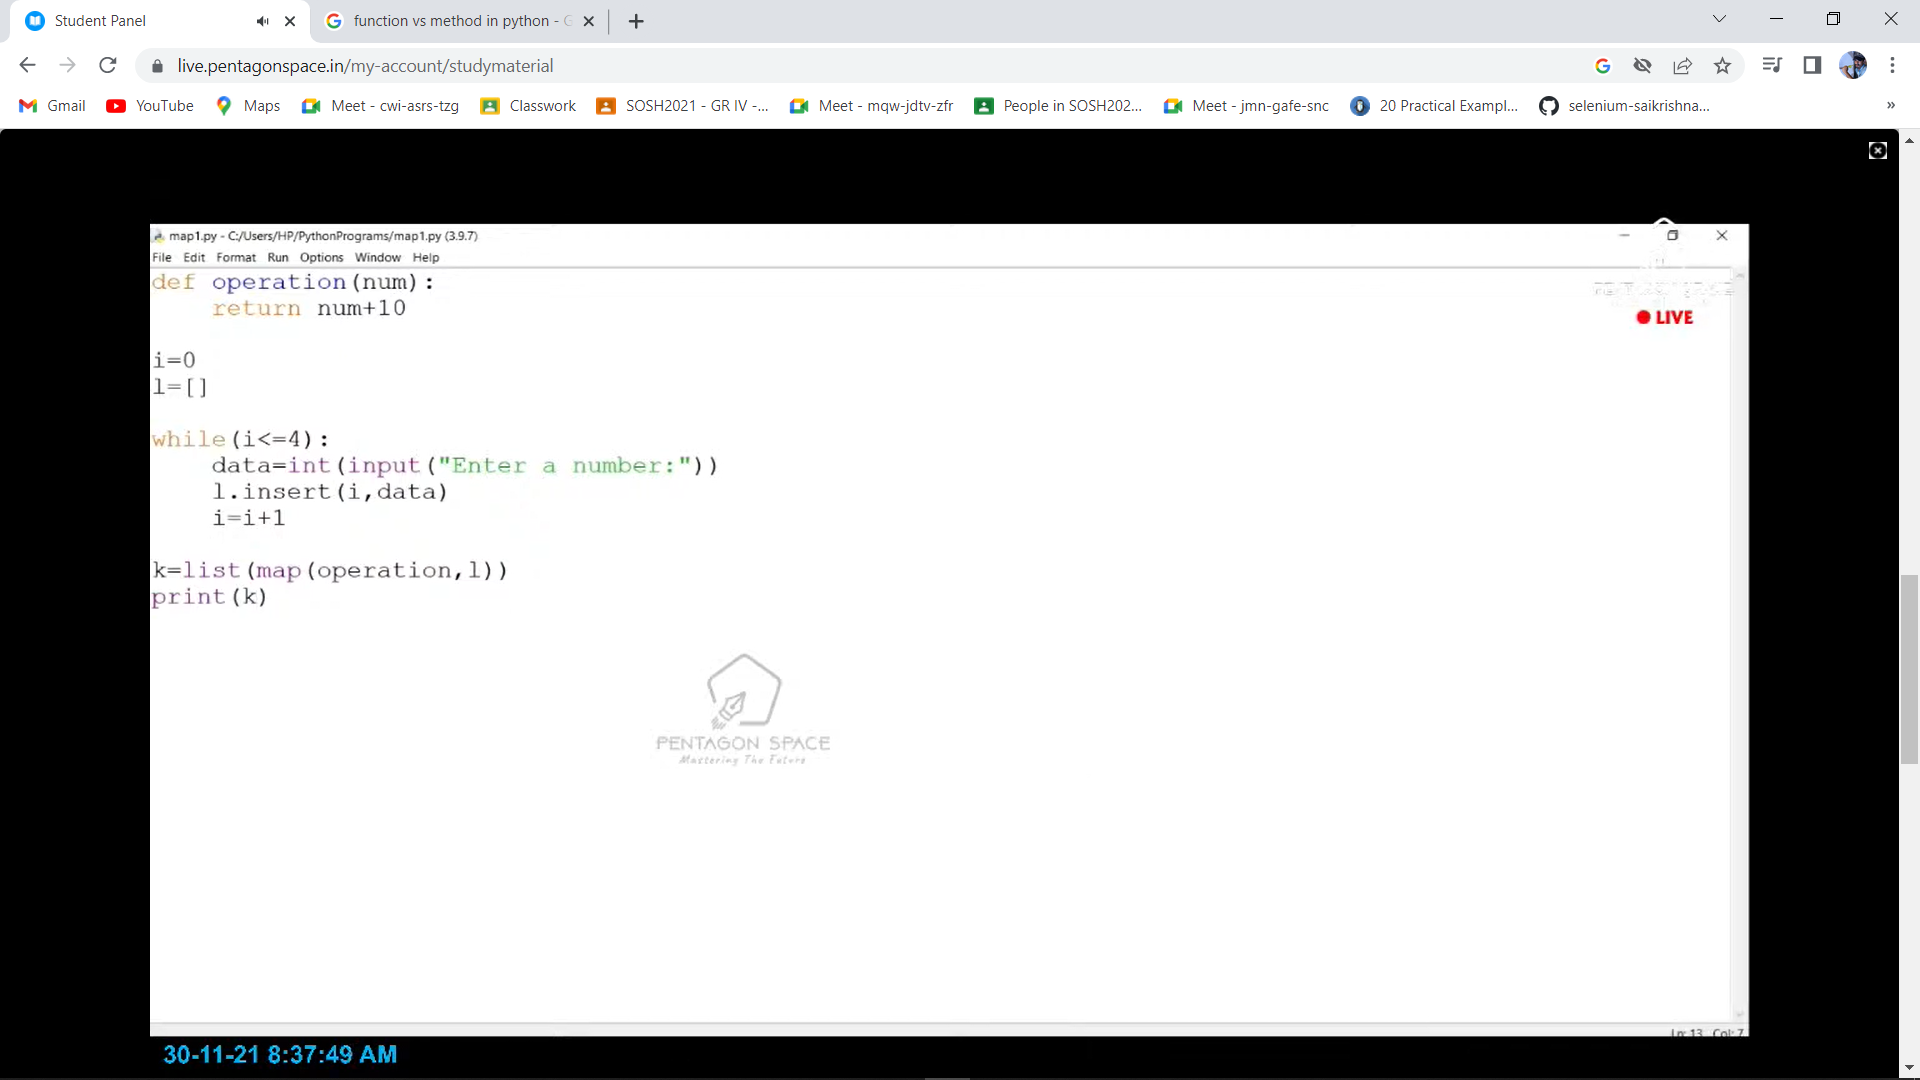 Student Panel
function vs method in python - G
live.pentagonspace.in/my-account/studymaterial
Gmail YouTube Maps Meet - cwi-asrs-tzg Classwork SOSH2021 - GR IV -... Meet - mqw-jdtv-zfr People in SOSH202... Meet - jmn-gafe-snc 20 Practical Exampl... selenium-saikrishna... »
map1.py - C:/Users/HP/PythonPrograms/map1.py (3.9.7)
File Edit Format Run Options Window Help
def operation(num):
return num+10
LIVE
i=0
l=[]
while(i<=4):
data=int(input("Enter a number:"))
l.insert(i,data)
i=i+1
k=list(map(operation,l))
print(k)
PENTAGON SPACE
Mastering The Future
Ln: 13 Col: 7
30-11-21 8:37:49 AM